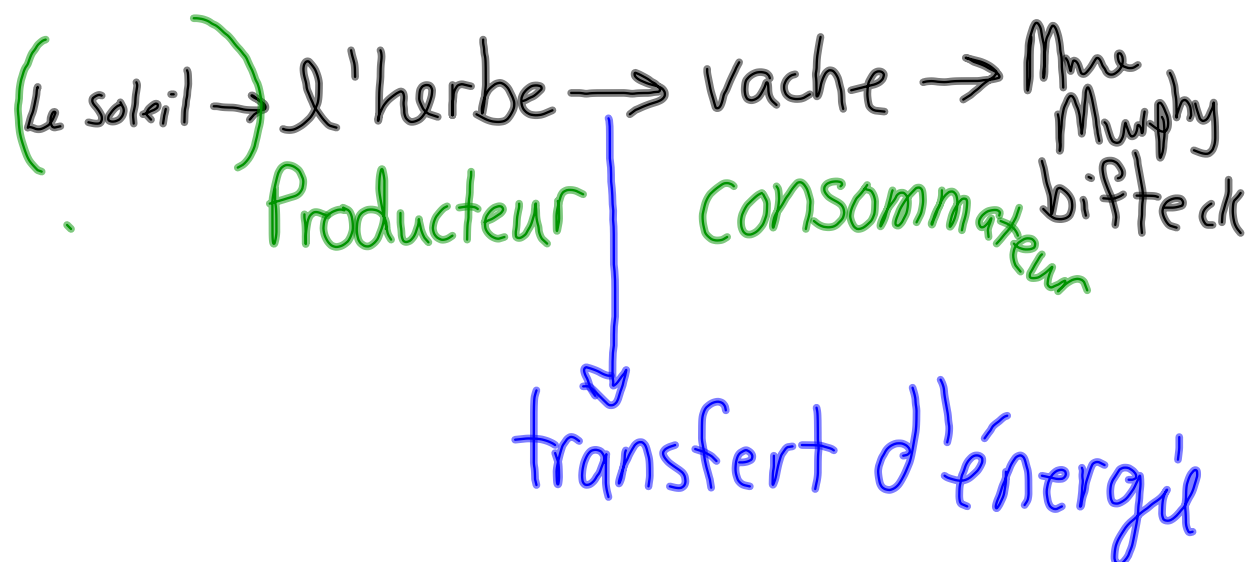 (Le soleil →) l'herbe → vache → Mme Murphy bifteck
Producteur consommateur
transfert d'énergie